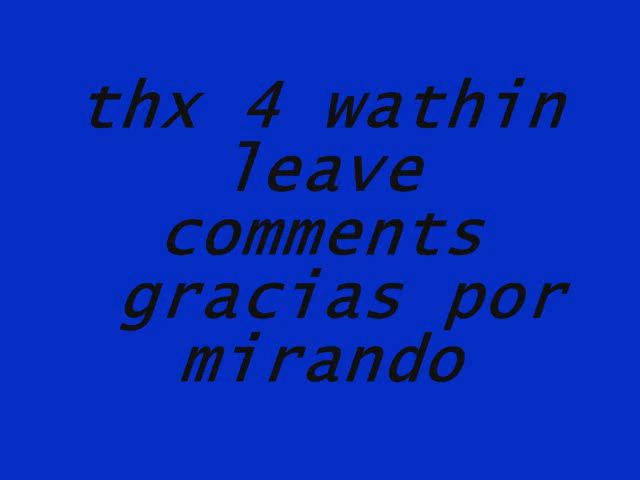 thx 4 wathin
leave
comments
gracias por
mirando